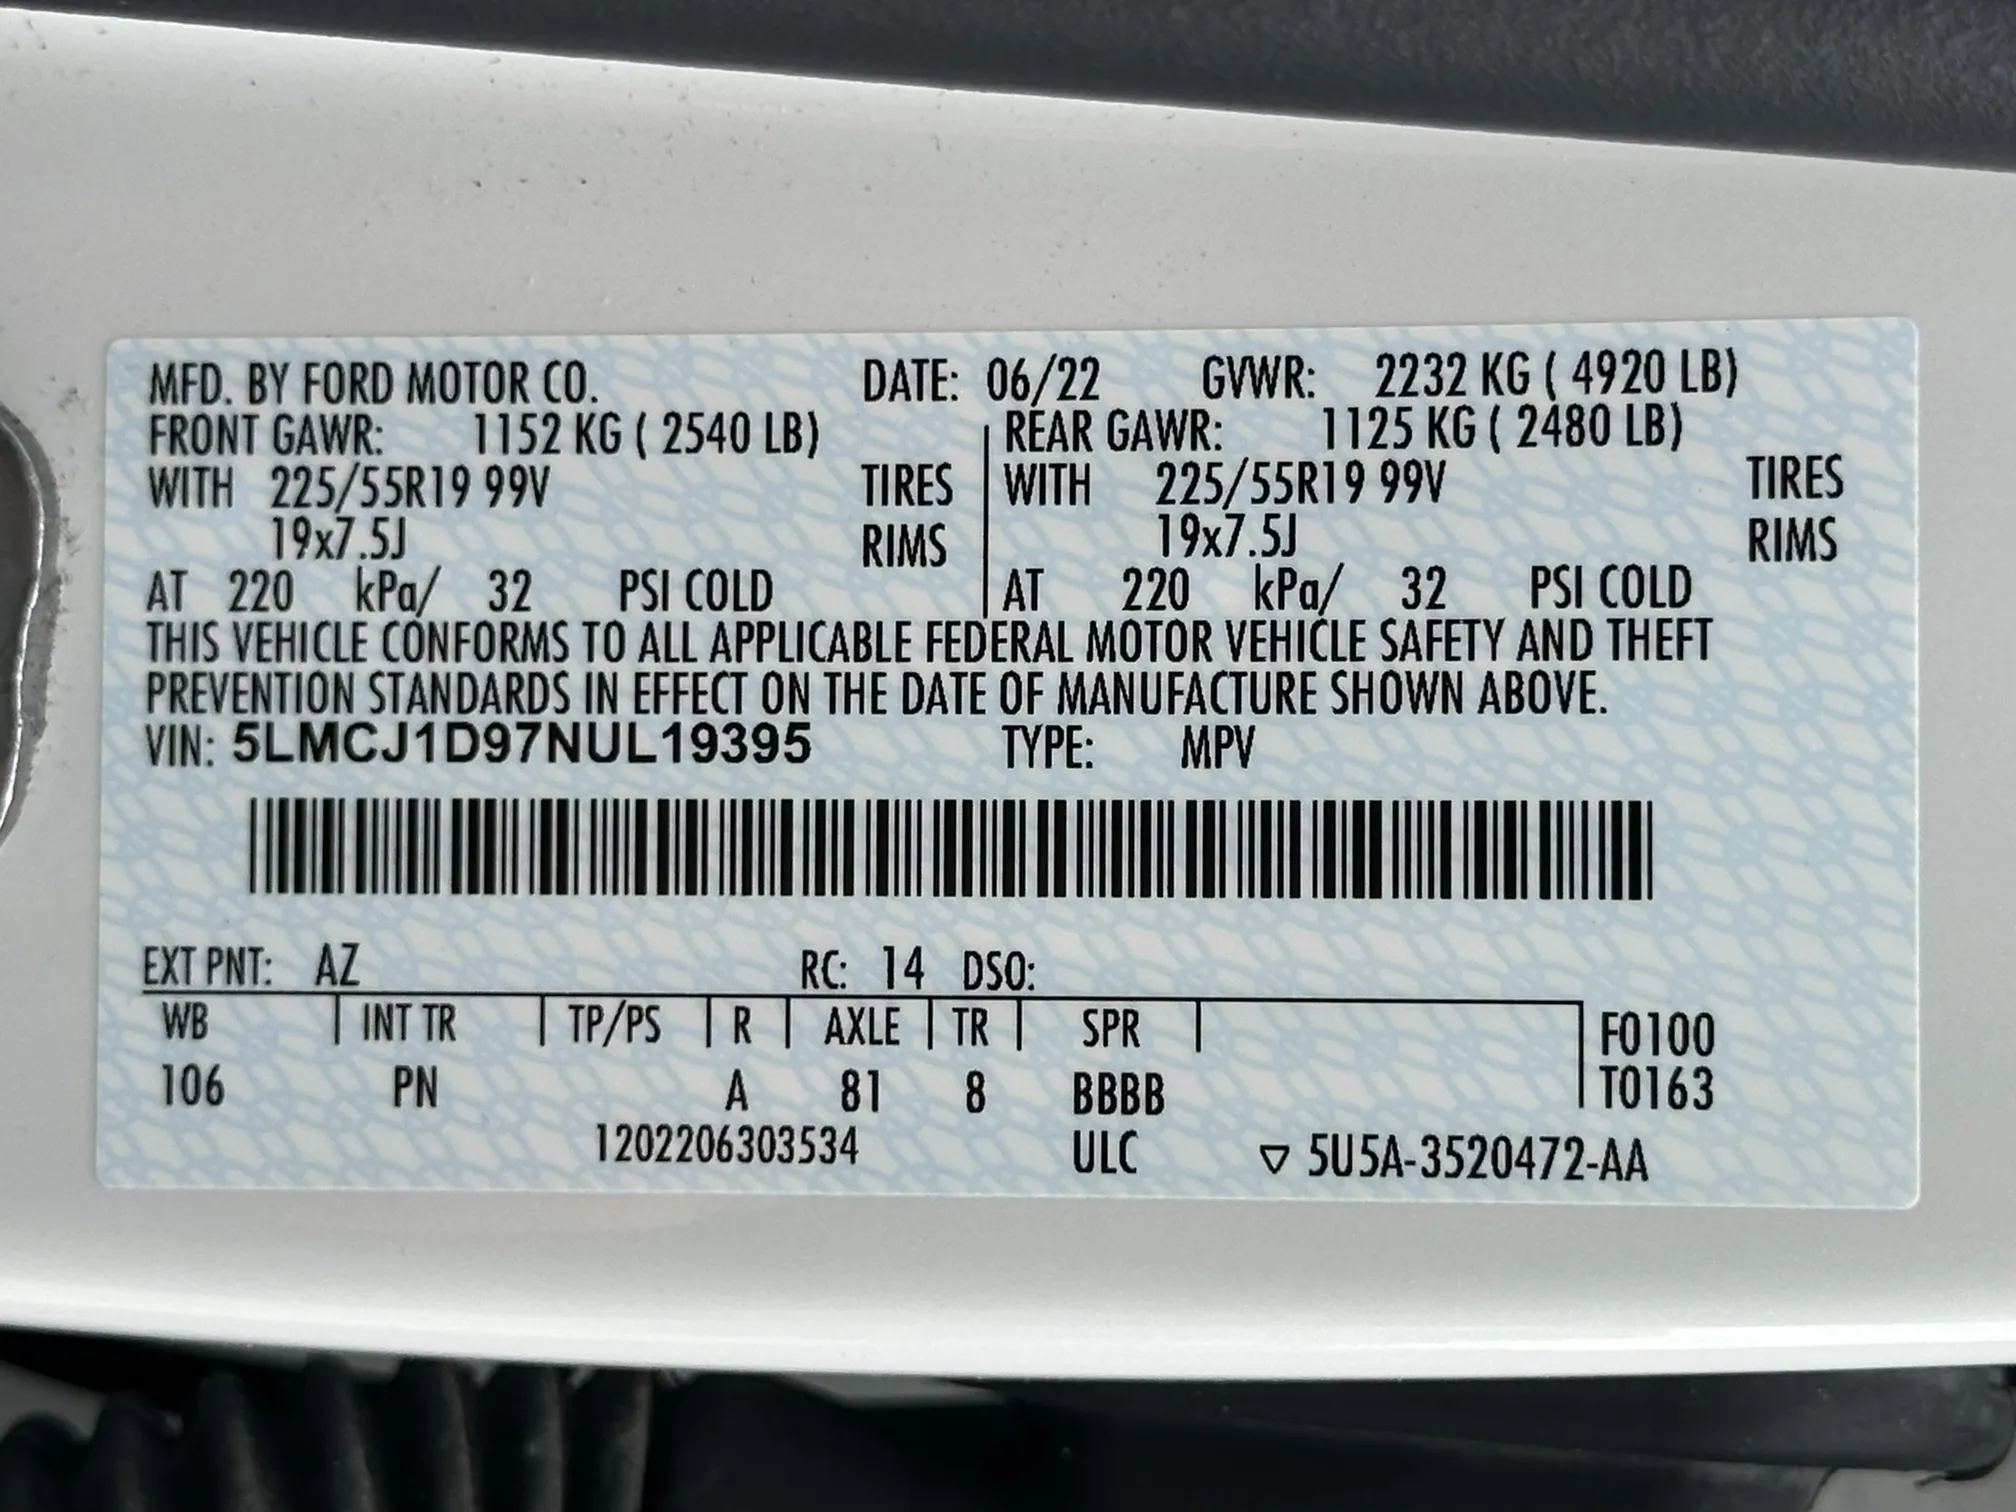 MFD. BY FORD MOTOR CO. DATE: 06/22 GVWR: 2232 KG ( 4920 LB)
FRONT GAWR: 1152 KG ( 2540 LB) REAR GAWR: 1125 KG ( 2480 LB)
WITH 225/55R19 99V TIRES WITH 225/55R19 99V TIRES
19x7.5J RIMS 19x7.5J RIMS
AT 220 kPa/ 32 PSI COLD AT 220 kPa/ 32 PSI COLD
THIS VEHICLE CONFORMS TO ALL APPLICABLE FEDERAL MOTOR VEHICLE SAFETY AND THEFT
PREVENTION STANDARDS IN EFFECT ON THE DATE OF MANUFACTURE SHOWN ABOVE.
VIN: 5LMCJ1D97NUL19395 TYPE: MPV
EXT PNT: AZ RC: 14 DSO:
WB INT TR TP/PS R AXLE TR SPR F0100
106 PN A 81 8 BBBB T0163
1202206303534 ULC ▽ 5U5A-3520472-AA